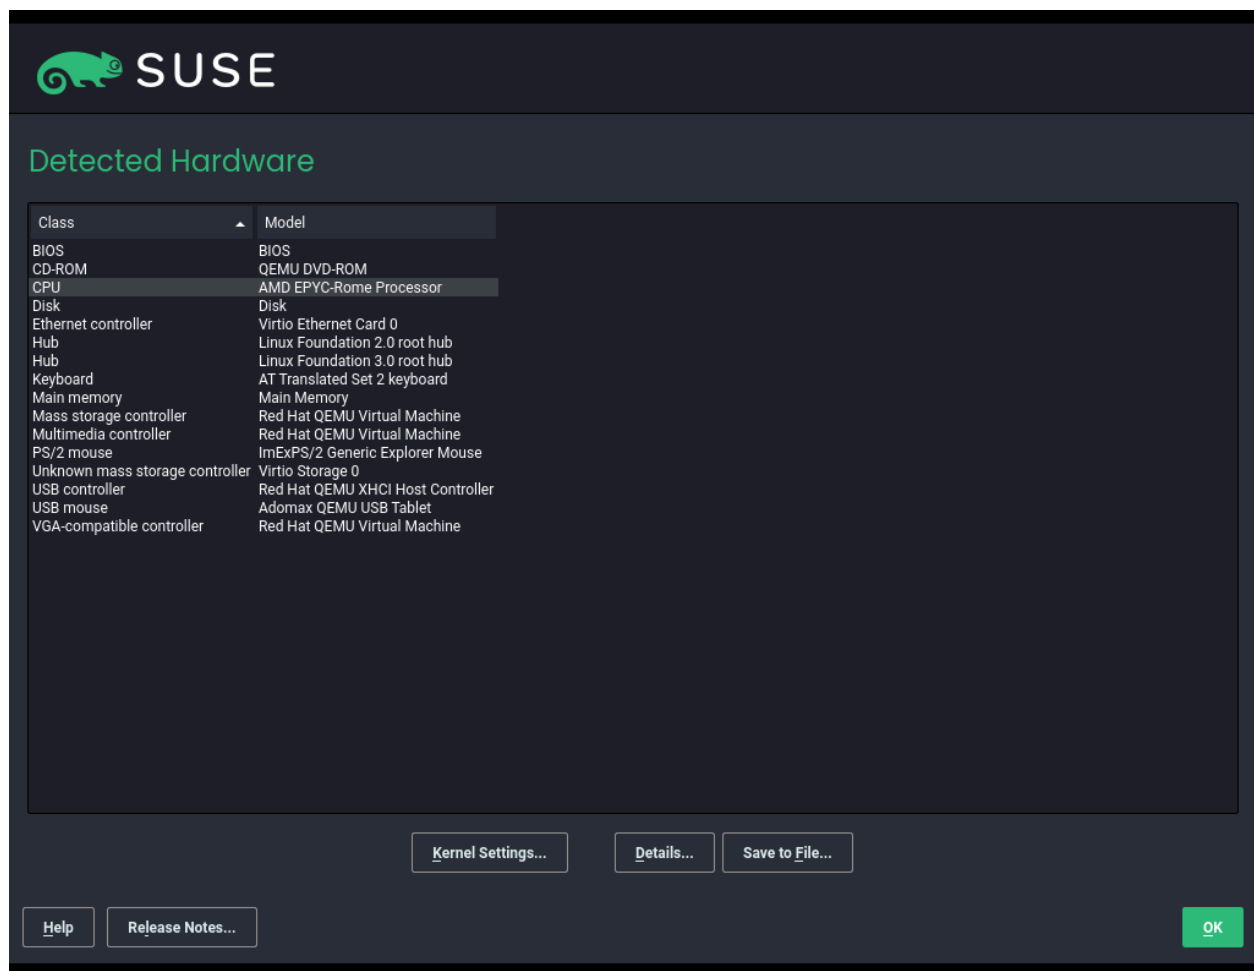 SUSE
Detected Hardware
Class Model
BIOS BIOS
CD-ROM QEMU DVD-ROM
CPU AMD EPYC-Rome Processor
Disk Disk
Ethernet controller Virtio Ethernet Card 0
Hub Linux Foundation 2.0 root hub
Hub Linux Foundation 3.0 root hub
Keyboard AT Translated Set 2 keyboard
Main memory Main Memory
Mass storage controller Red Hat QEMU Virtual Machine
Multimedia controller Red Hat QEMU Virtual Machine
PS/2 mouse ImExPS/2 Generic Explorer Mouse
Unknown mass storage controller Virtio Storage 0
USB controller Red Hat QEMU XHCI Host Controller
USB mouse Adomax QEMU USB Tablet
VGA-compatible controller Red Hat QEMU Virtual Machine
Kernel Settings... Details... Save to File...
Help Release Notes... OK